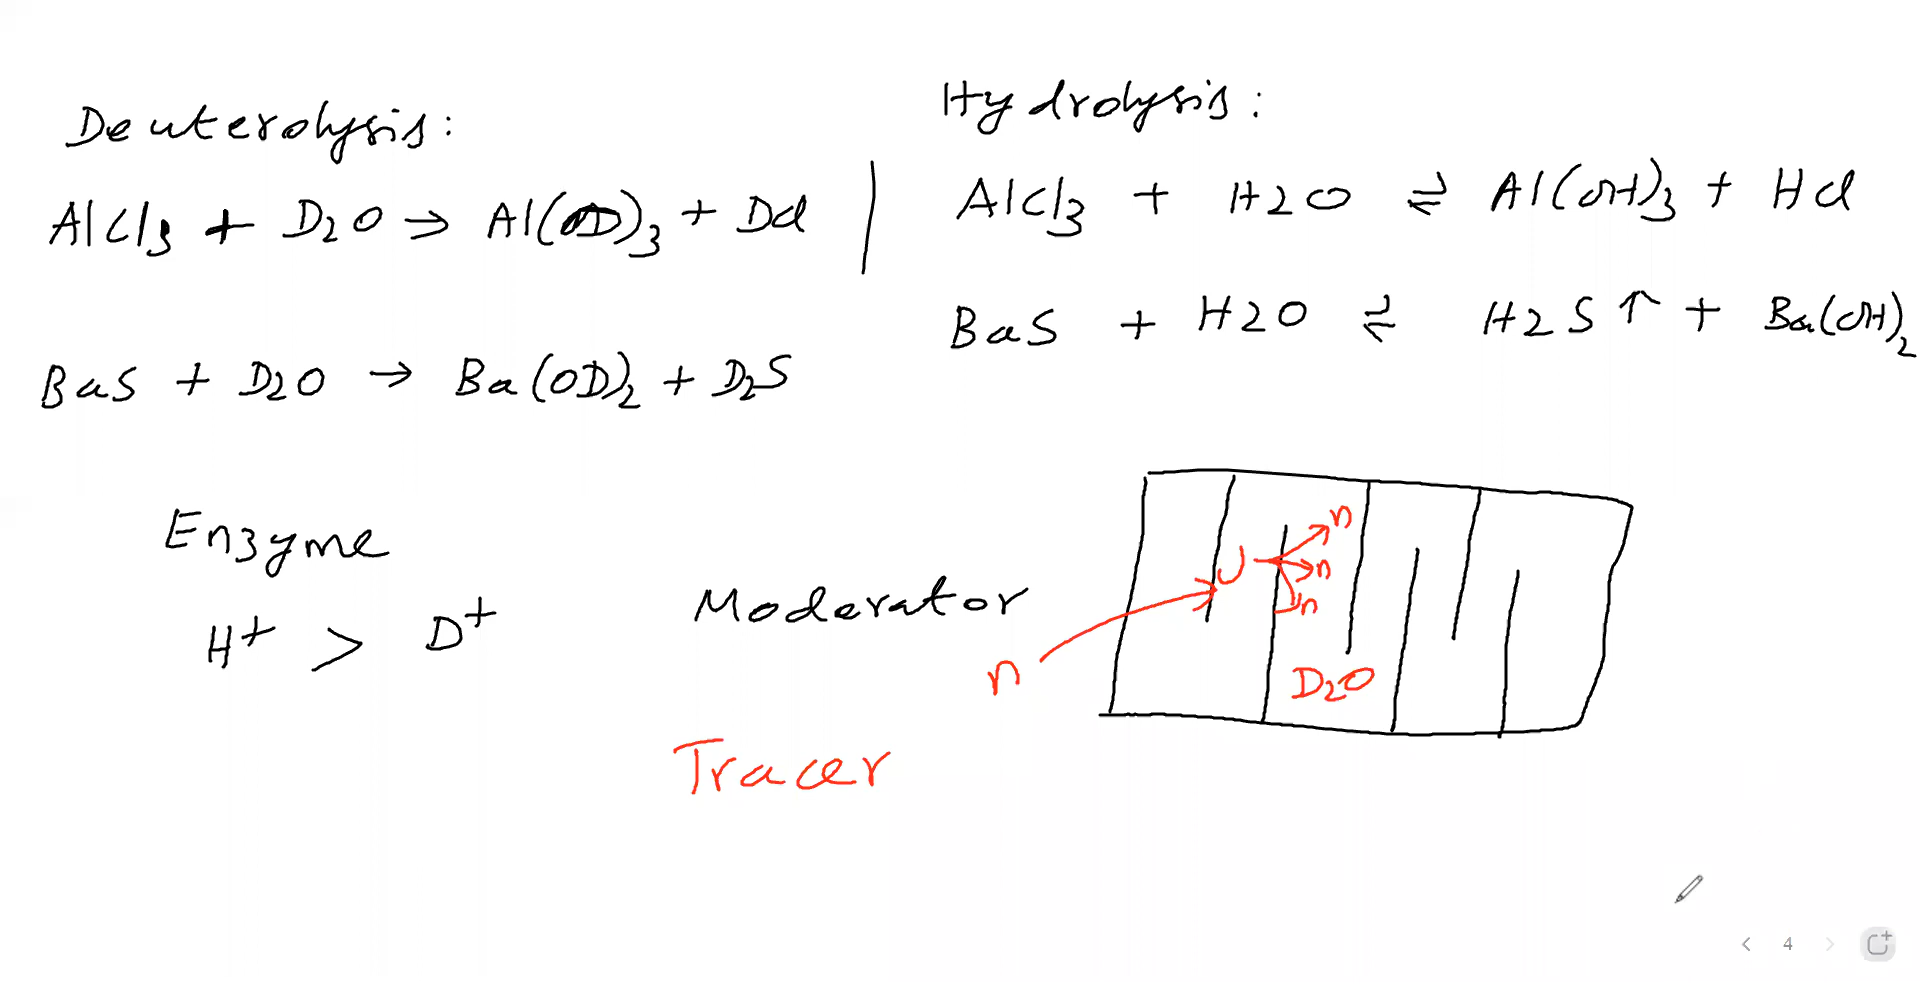 Deuterolysis:
AlCl3 + D2O → Al(OD)3 + DCl
BaS + D2O → Ba(OD)2 + D2S
Hydrolysis:
AlCl3 + H2O ⇌ Al(OH)3 + HCl
BaS + H2O ⇌ H2S ↑ + Ba(OH)2
Enzyme
H+ > D+
Moderator
n
U
n
n
n
D2O
Tracer
4